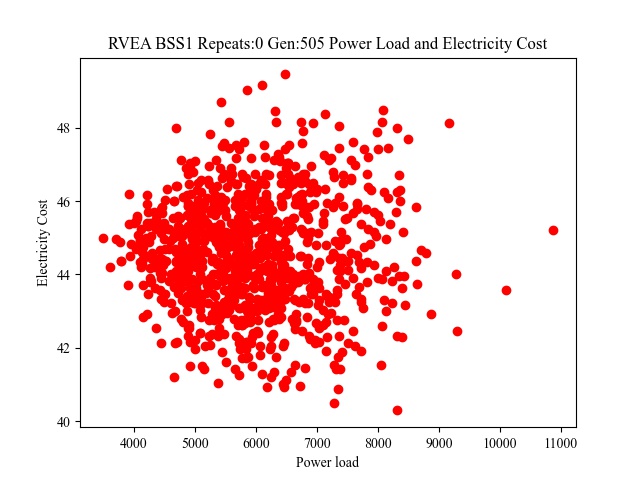 RVEA BSS1 Repeats:0 Gen:505 Power Load and Electricity Cost
48
46
44
42
40
Electricity Cost
4000 5000 6000 7000 8000 9000 10000 11000
Power load